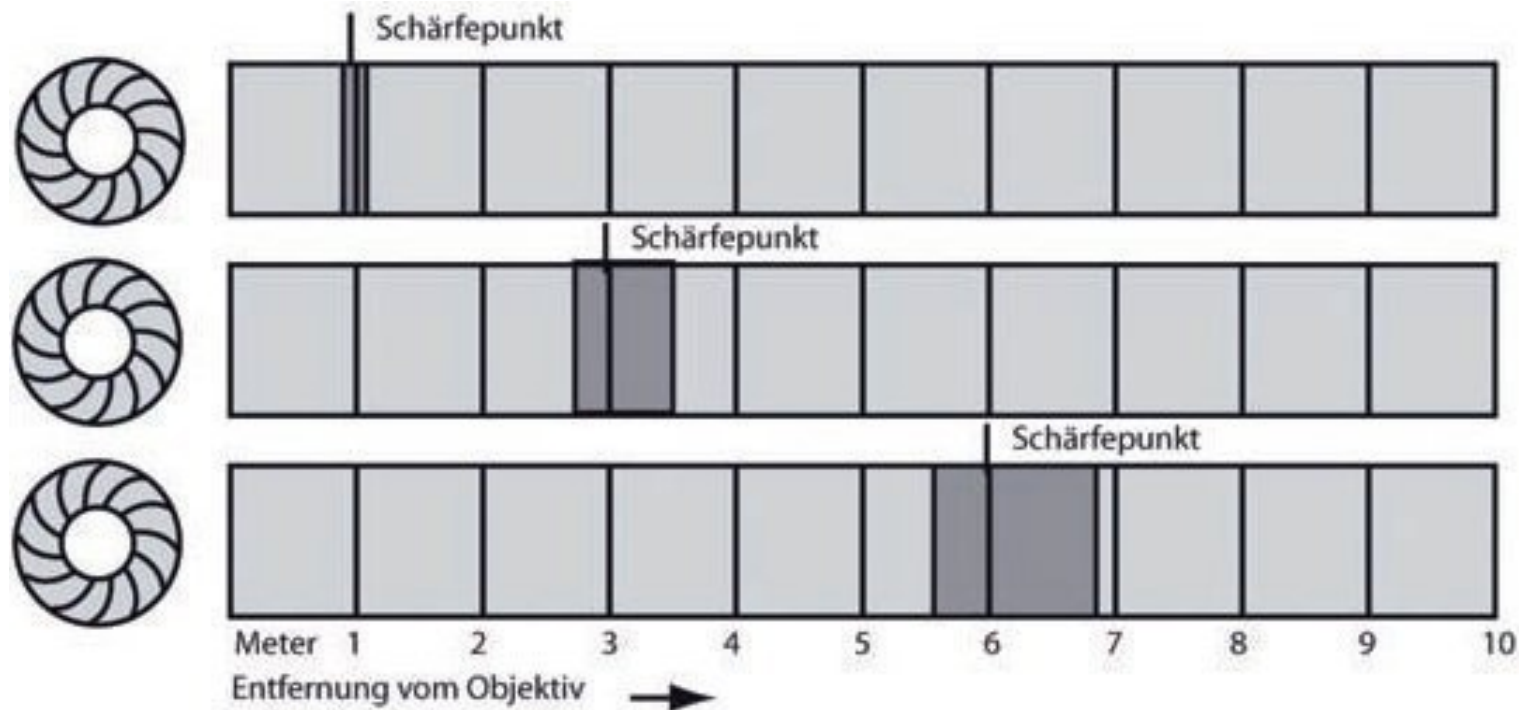 Schärfepunkt
Schärfepunkt
Schärfepunkt
Meter 1 2 3 4 5 6 7 8 9 10
Entfernung vom Objektiv